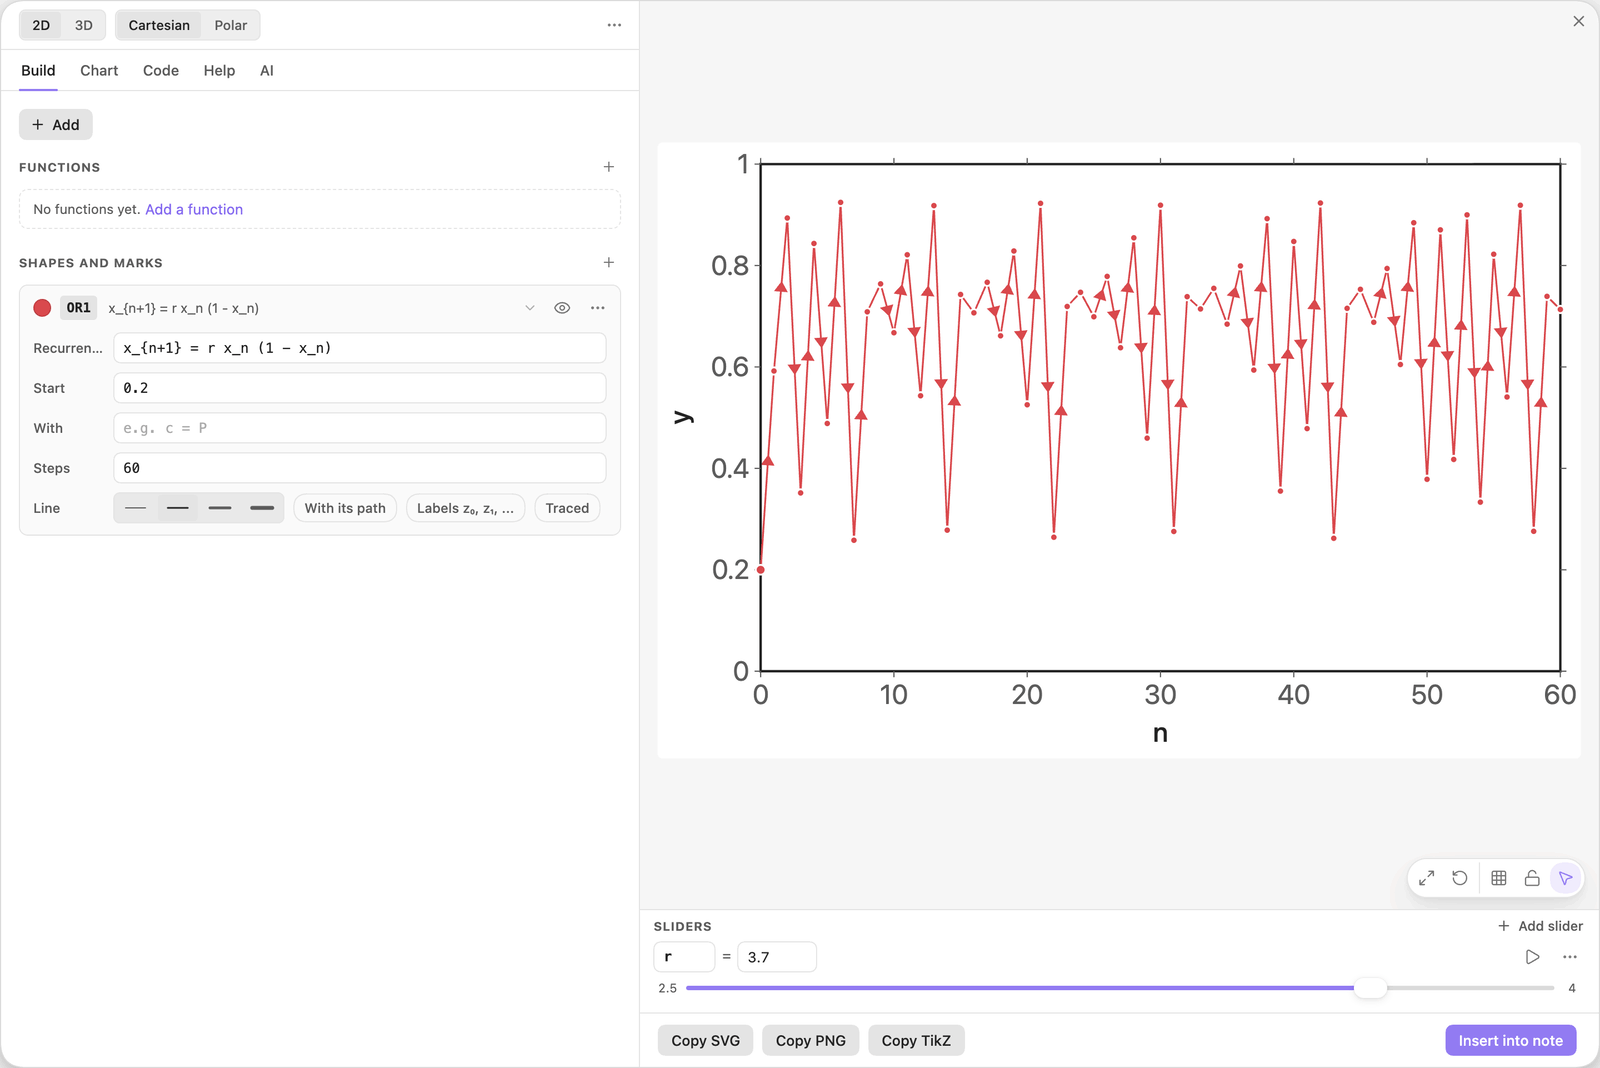 2D 3D Cartesian Polar
Build Chart Code Help AI
+ Add
FUNCTIONS
No functions yet. Add a function
SHAPES AND MARKS
OR1 x_{n+1} = r x_n (1 - x_n)
Recurren... x_{n+1} = r x_n (1 − x_n)
Start 0.2
With e.g. c = P
Steps 60
Line With its path Labels z₀, z₁, ... Traced
1
0.8
0.6
0.4
0.2
0
y
0 10 20 30 40 50 60
n
SLIDERS + Add slider
r = 3.7
2.5 4
Copy SVG Copy PNG Copy TikZ Insert into note